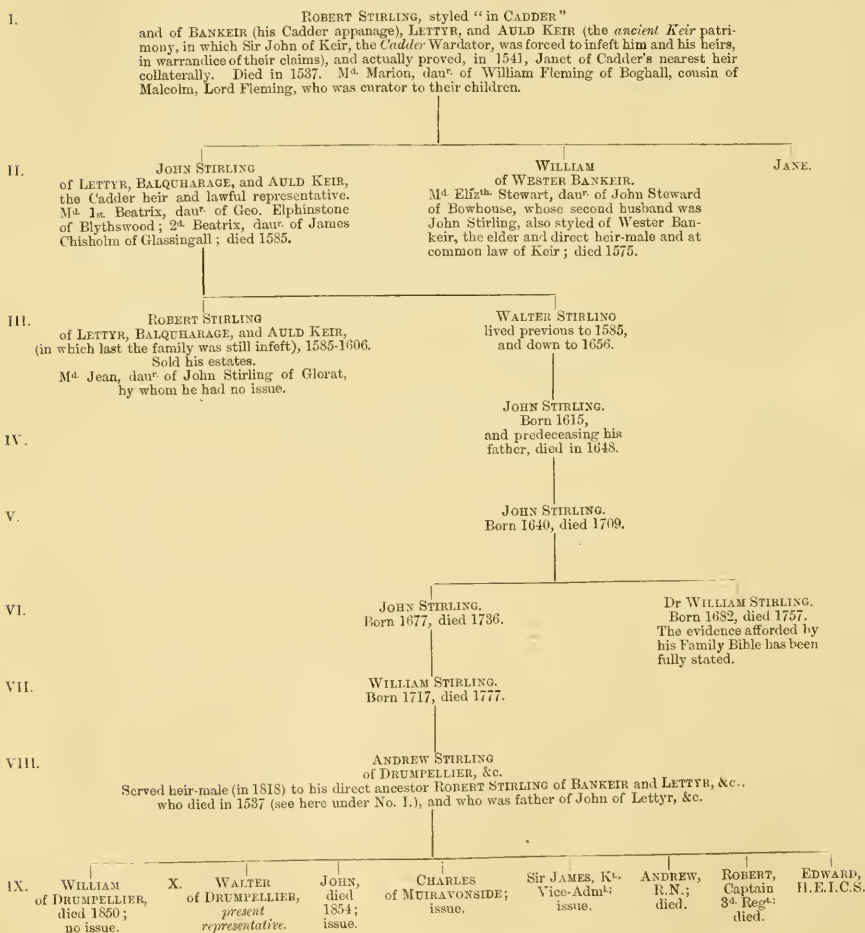 I.
ROBERT STIRLING, styled "in CADDER"
and of BANKEIR (his Cadder appanage), LETTYR, and AULD KEIR (the ancient Keir patri-
mony, in which Sir John of Keir, the Cadder Wardator, was forced to infeft him and his heirs,
in warrandice of their claims), and actually proved, in 1541, Janet of Cadder's nearest heir
collaterally. Died in 1537. Md. Marion, daur. of William Fleming of Boghall, cousin of
Malcolm, Lord Fleming, who was curator to their children.
II.
JOHN STIRLING
of LETTYR, BALQUHARAGE, and AULD KEIR,
the Cadder heir and lawful representative.
Md. 1st Beatrix, daur. of Geo. Elphinstone
of Blythswood; 2d. Beatrix, daur. of James
Chisholm of Glassingall; died 1585.
WILLIAM
of WESTER BANKEIR.
Md. Elizth. Stewart, daur. of John Steward
of Bowhouse, whose second husband was
John Stirling, also styled of Wester Ban-
keir, the elder and direct heir-male and at
common law of Keir; died 1575.
JANE.
III.
ROBERT STIRLING
of LETTYR, BALQUHARAGE, and AULD KEIR,
(in which last the family was still infeft), 1585-1606.
Sold his estates.
Md. Jean, daur. of John Stirling of Glorat,
by whom he had no issue.
WALTER STIRLING
lived previous to 1585,
and down to 1656.
IV.
JOHN STIRLING.
Born 1615,
and predeceasing his
father, died in 1648.
V.
JOHN STIRLING.
Born 1640, died 1709.
VI.
JOHN STIRLING.
Born 1677, died 1736.
Dr WILLIAM STIRLING.
Born 1682, died 1757.
The evidence afforded by
his Family Bible has been
fully stated.
VII.
WILLIAM STIRLING.
Born 1717, died 1777.
VIII.
ANDREW STIRLING
of DRUMPELLIER, &c.
Served heir-male (in 1818) to his direct ancestor ROBERT STIRLING of BANKEIR and LETTYR, &c.,
who died in 1537 (see here under No. I.), and who was father of John of Lettyr, &c.
IX.
WILLIAM
of DRUMPELLIER,
died 1850;
no issue.
X.
WALTER
of DRUMPELLIER,
present
representative.
JOHN,
died
1854;
issue.
CHARLES
of MUIRAVONSIDE;
issue.
Sir JAMES, Kt.,
Vice-Adml;
issue.
ANDREW,
R.N.;
died.
ROBERT,
Captain
3d. Regt.;
died.
EDWARD,
H.E.I.C.S.